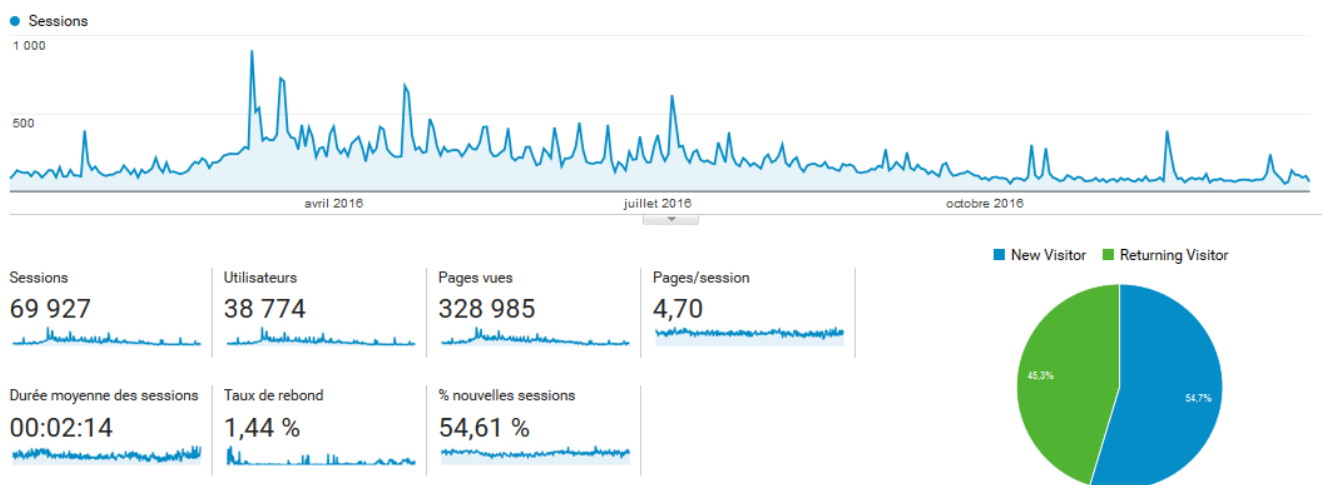 Sessions
1 000
500
avril 2016
juillet 2016
octobre 2016
New Visitor
Returning Visitor
Sessions
Utilisateurs
Pages vues
Pages/session
69 927
38 774
328 985
4,70
45,3%
54,7%
Durée moyenne des sessions
Taux de rebond
% nouvelles sessions
00:02:14
1,44 %
54,61 %